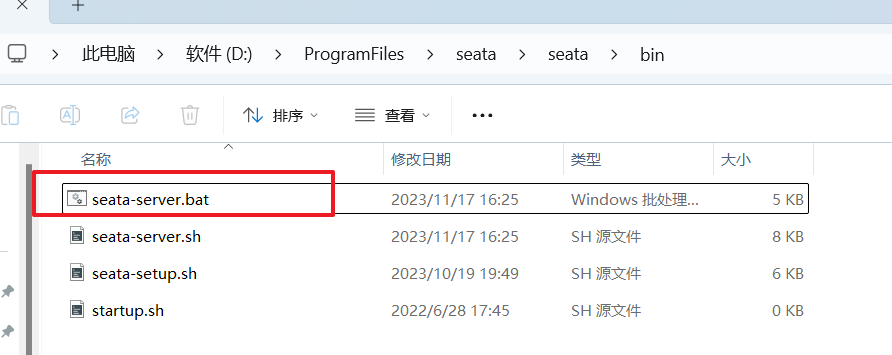 此电脑 > 软件 (D:) > ProgramFiles > seata > seata > bin
排序 查看
名称 修改日期 类型 大小
seata-server.bat 2023/11/17 16:25 Windows 批处理... 5 KB
seata-server.sh 2023/11/17 16:25 SH 源文件 8 KB
seata-setup.sh 2023/10/19 19:49 SH 源文件 6 KB
startup.sh 2022/6/28 17:45 SH 源文件 0 KB